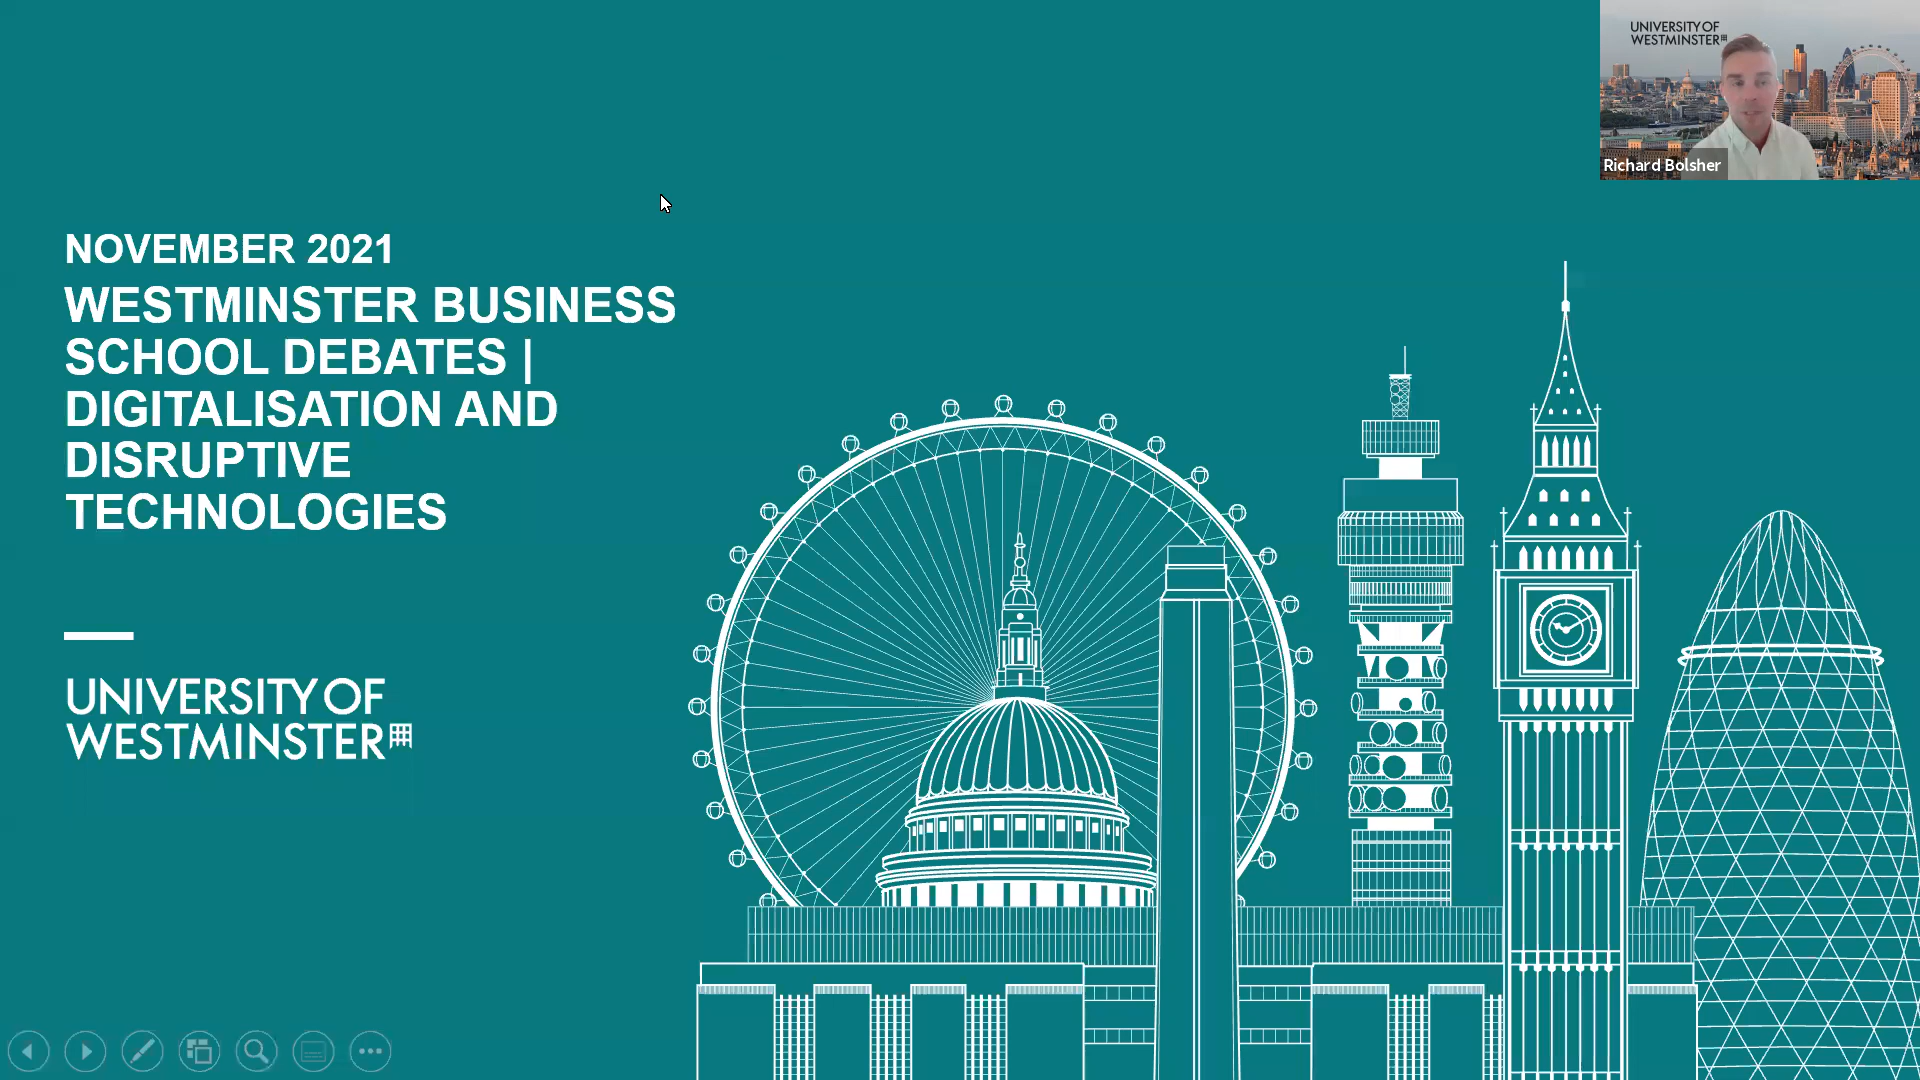 UNIVERSITY OF
WESTMINSTER
Richard Bolsher
NOVEMBER 2021
WESTMINSTER BUSINESS
SCHOOL DEBATES |
DIGITALISATION AND
DISRUPTIVE
TECHNOLOGIES
UNIVERSITY OF
WESTMINSTER